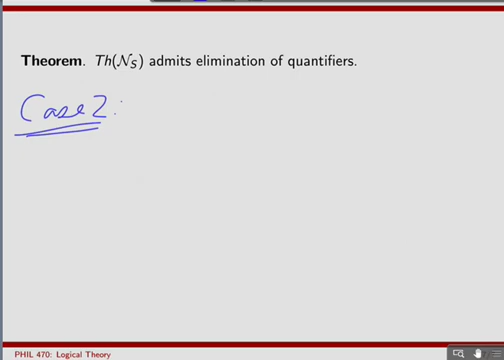 Theorem. Th(𝒩_S) admits elimination of quantifiers.
Case 2:
PHIL 470: Logical Theory